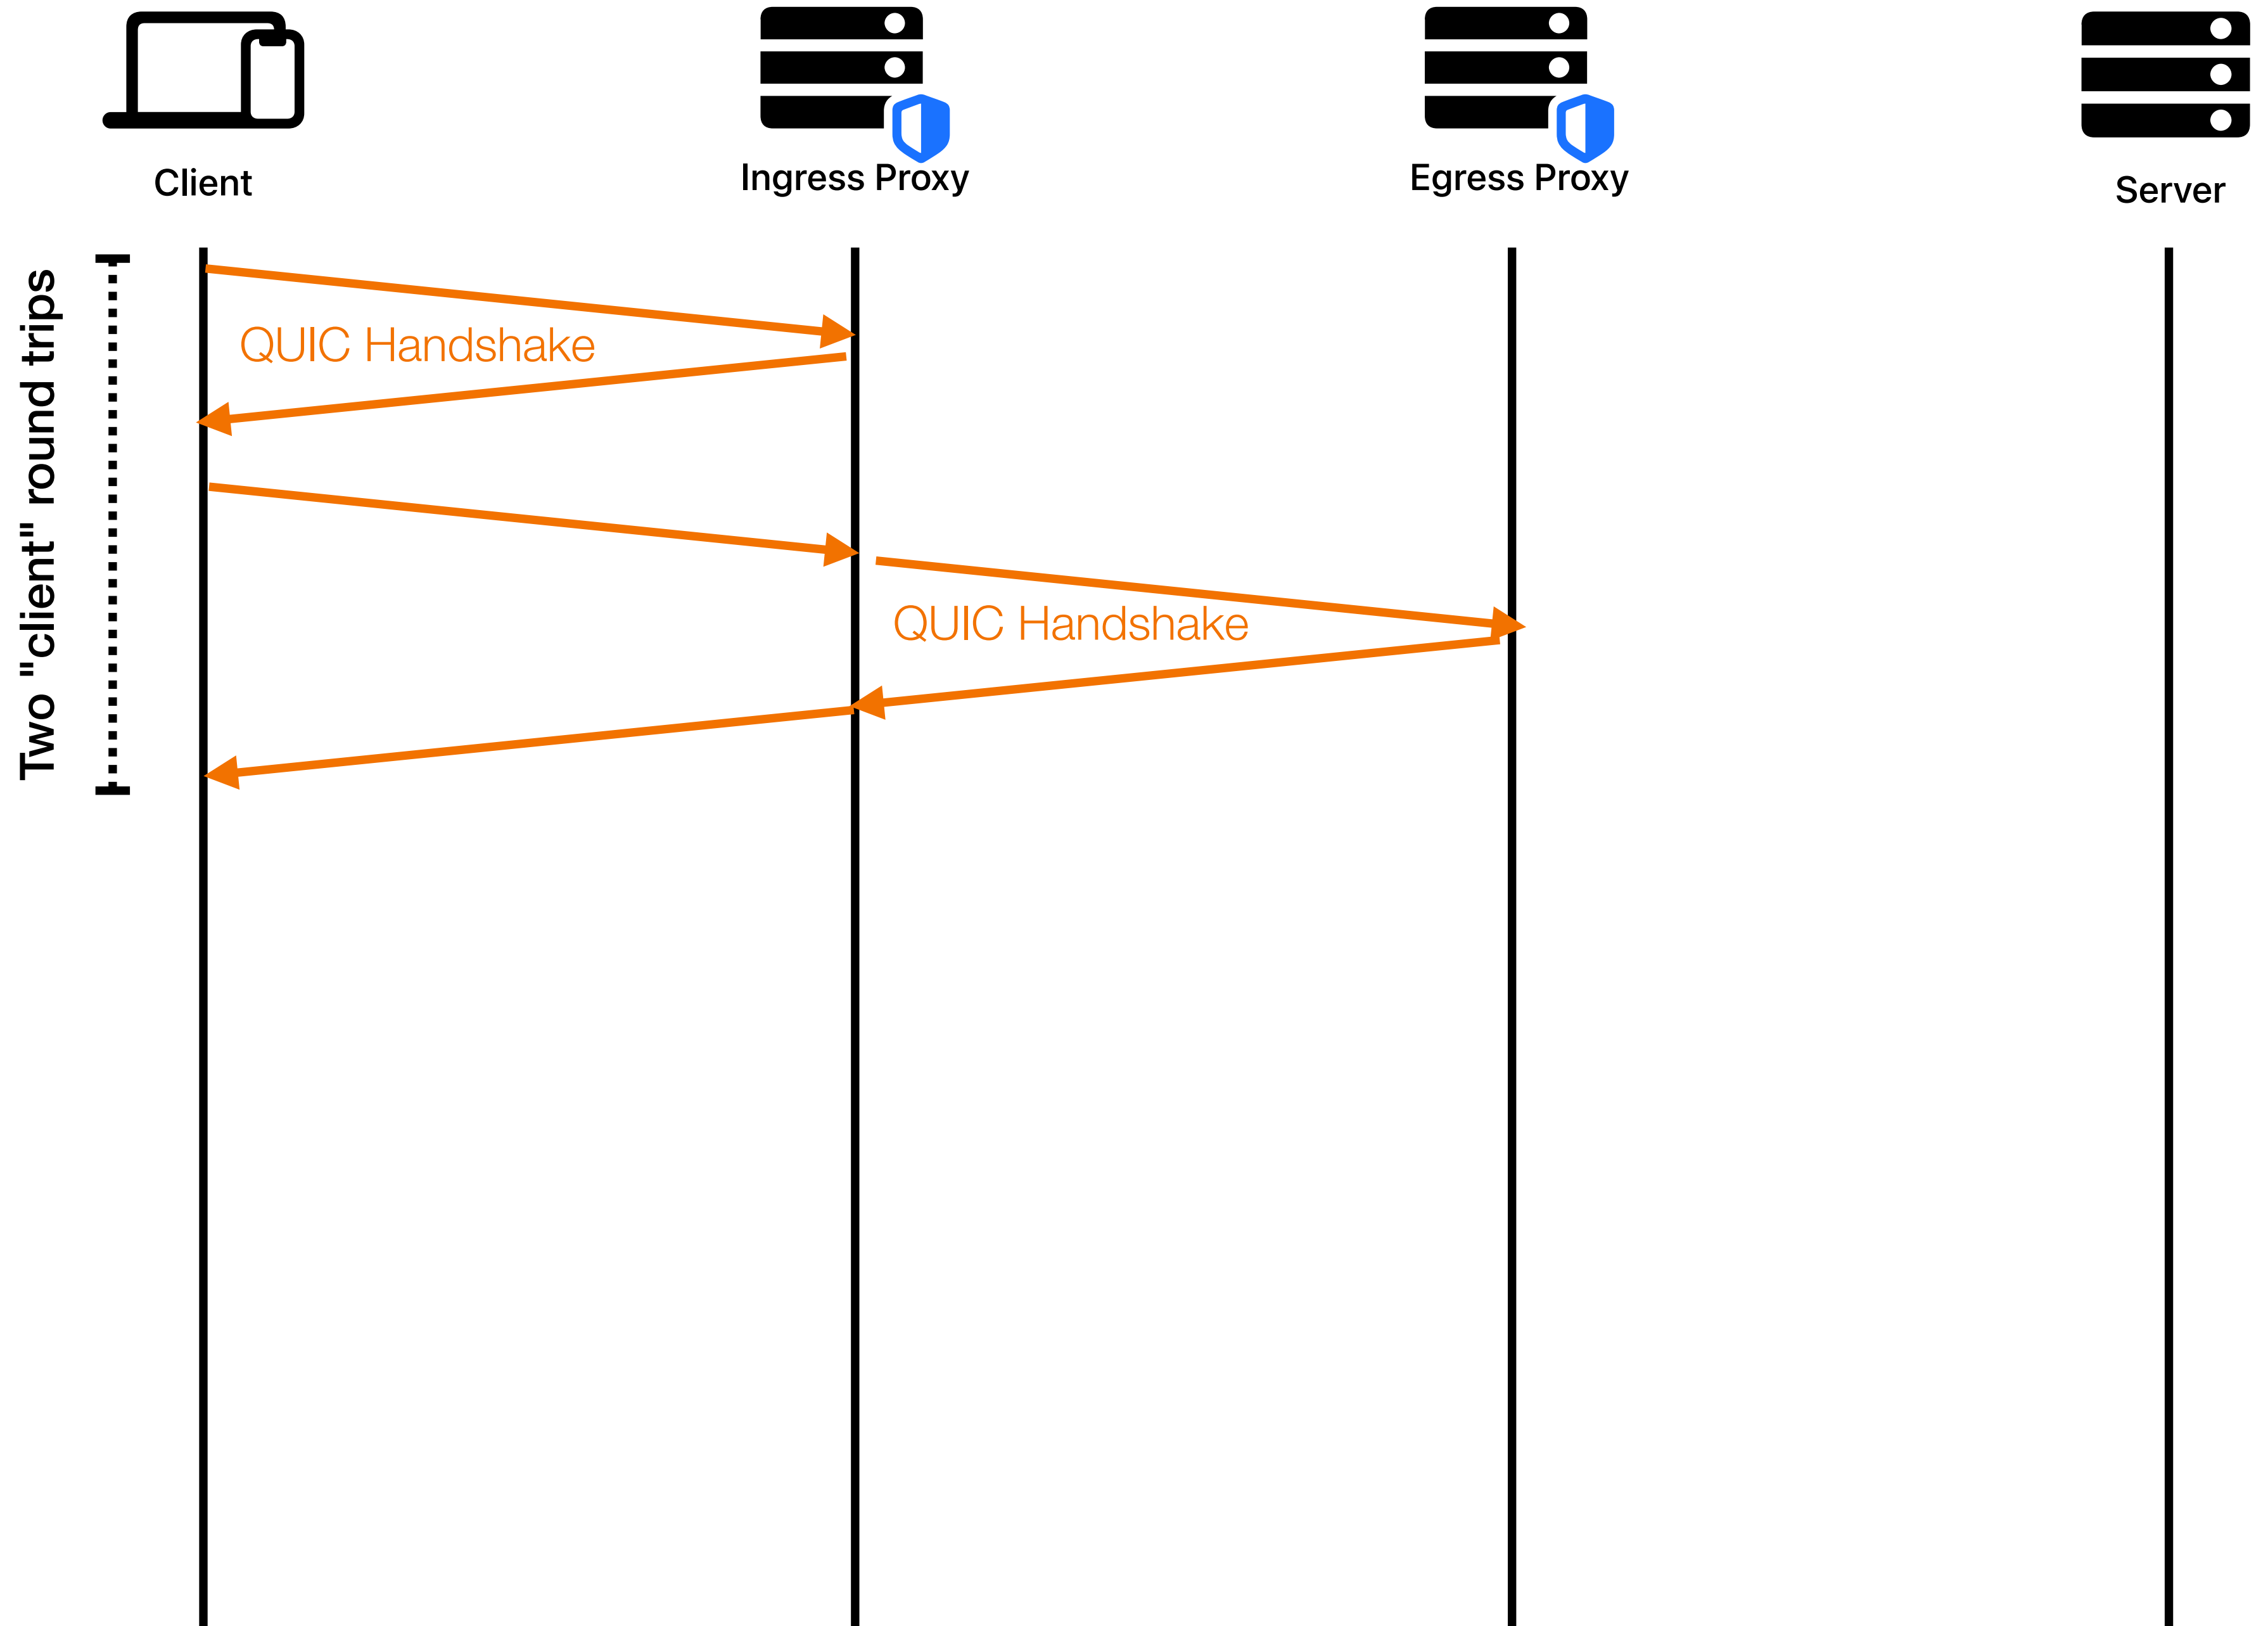 Client
Ingress Proxy
Egress Proxy
Server
Two "client" round trips
QUIC Handshake
QUIC Handshake